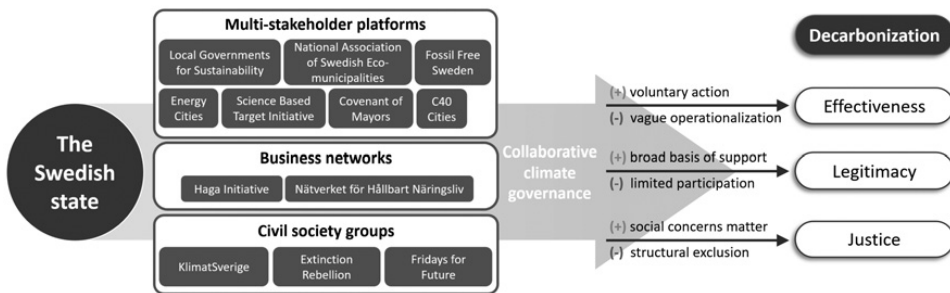 The
Swedish
state
Multi-stakeholder platforms
Local Governments
for Sustainability
National Association
of Swedish Eco-
municipalities
Fossil Free
Sweden
Energy
Cities
Science Based
Target Initiative
Covenant of
Mayors
C40
Cities
Business networks
Haga Initiative
Nätverket för Hållbart Näringsliv
Civil society groups
KlimatSverige
Extinction
Rebellion
Fridays for
Future
Collaborative
climate
governance
(+) voluntary action
(-) vague operationalization
(+) broad basis of support
(-) limited participation
(+) social concerns matter
(-) structural exclusion
Decarbonization
Effectiveness
Legitimacy
Justice